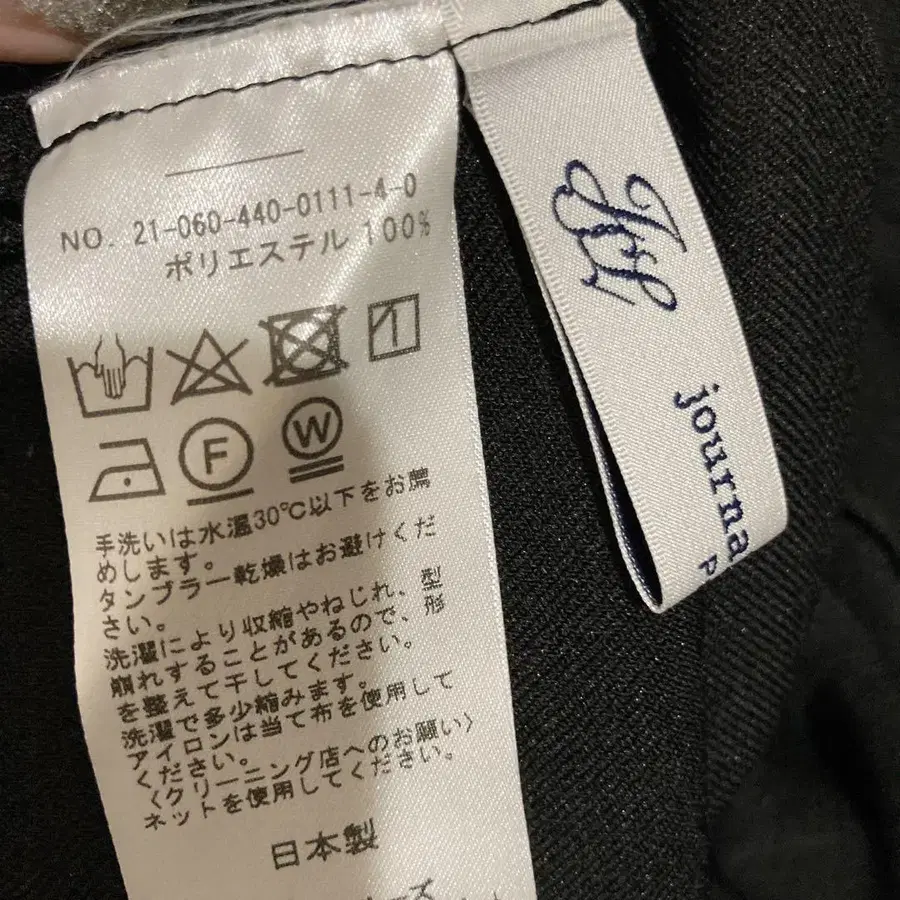 NO. 21-060-440-0111-4-0
ポリエステル 100%
F
W
手洗いは水温30℃以下をお薦
めします。
タンブラー乾燥はお避けくだ
さい。
洗濯により収縮やねじれ、型
崩れすることがあるので、形
を整えて干してください。
洗濯で多少縮みます。
アイロンは当て布を使用して
ください。
〈クリーニング店へのお願い〉
ネットを使用してください。
日本製
ーズ
journa
P